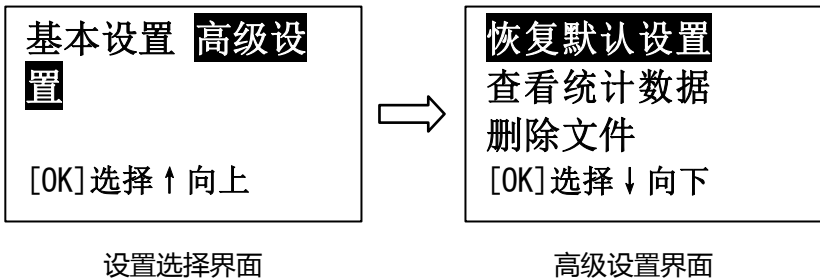 基本设置 高级设
置
[OK]选择↑向上
恢复默认设置
查看统计数据
删除文件
[OK]选择↓向下
设置选择界面
高级设置界面